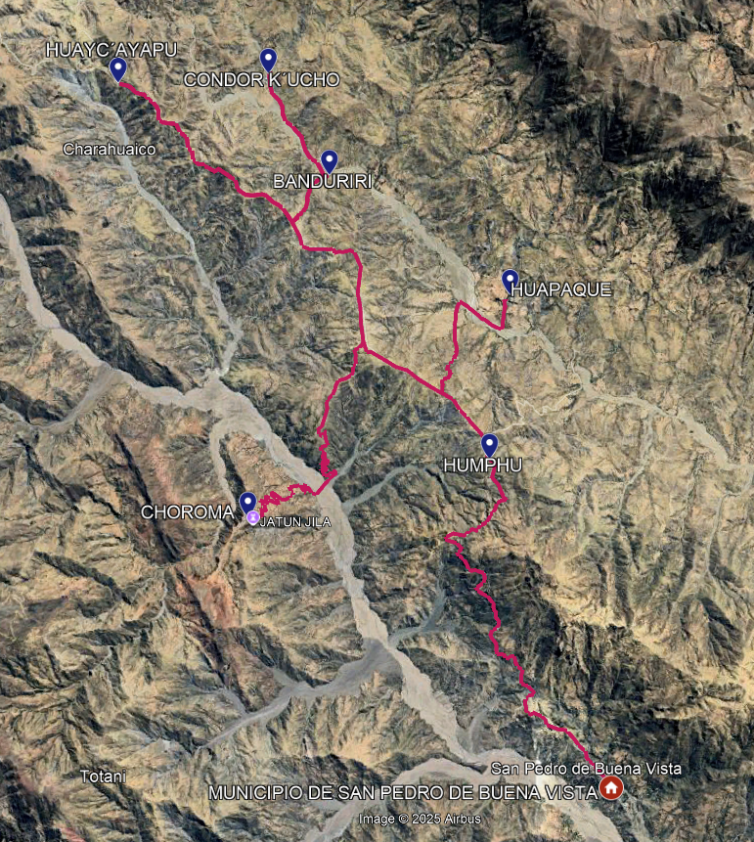 HUAYC´AYAPU
CONDOR K´UCHO
Charahuaico
BANDURIRI
HUAPAQUE
HUMPHU
CHOROMA
JATUN JILA
San Pedro de Buena Vista
Totani
MUNICIPIO DE SAN PEDRO DE BUENA VISTA
Image © 2025 Airbus